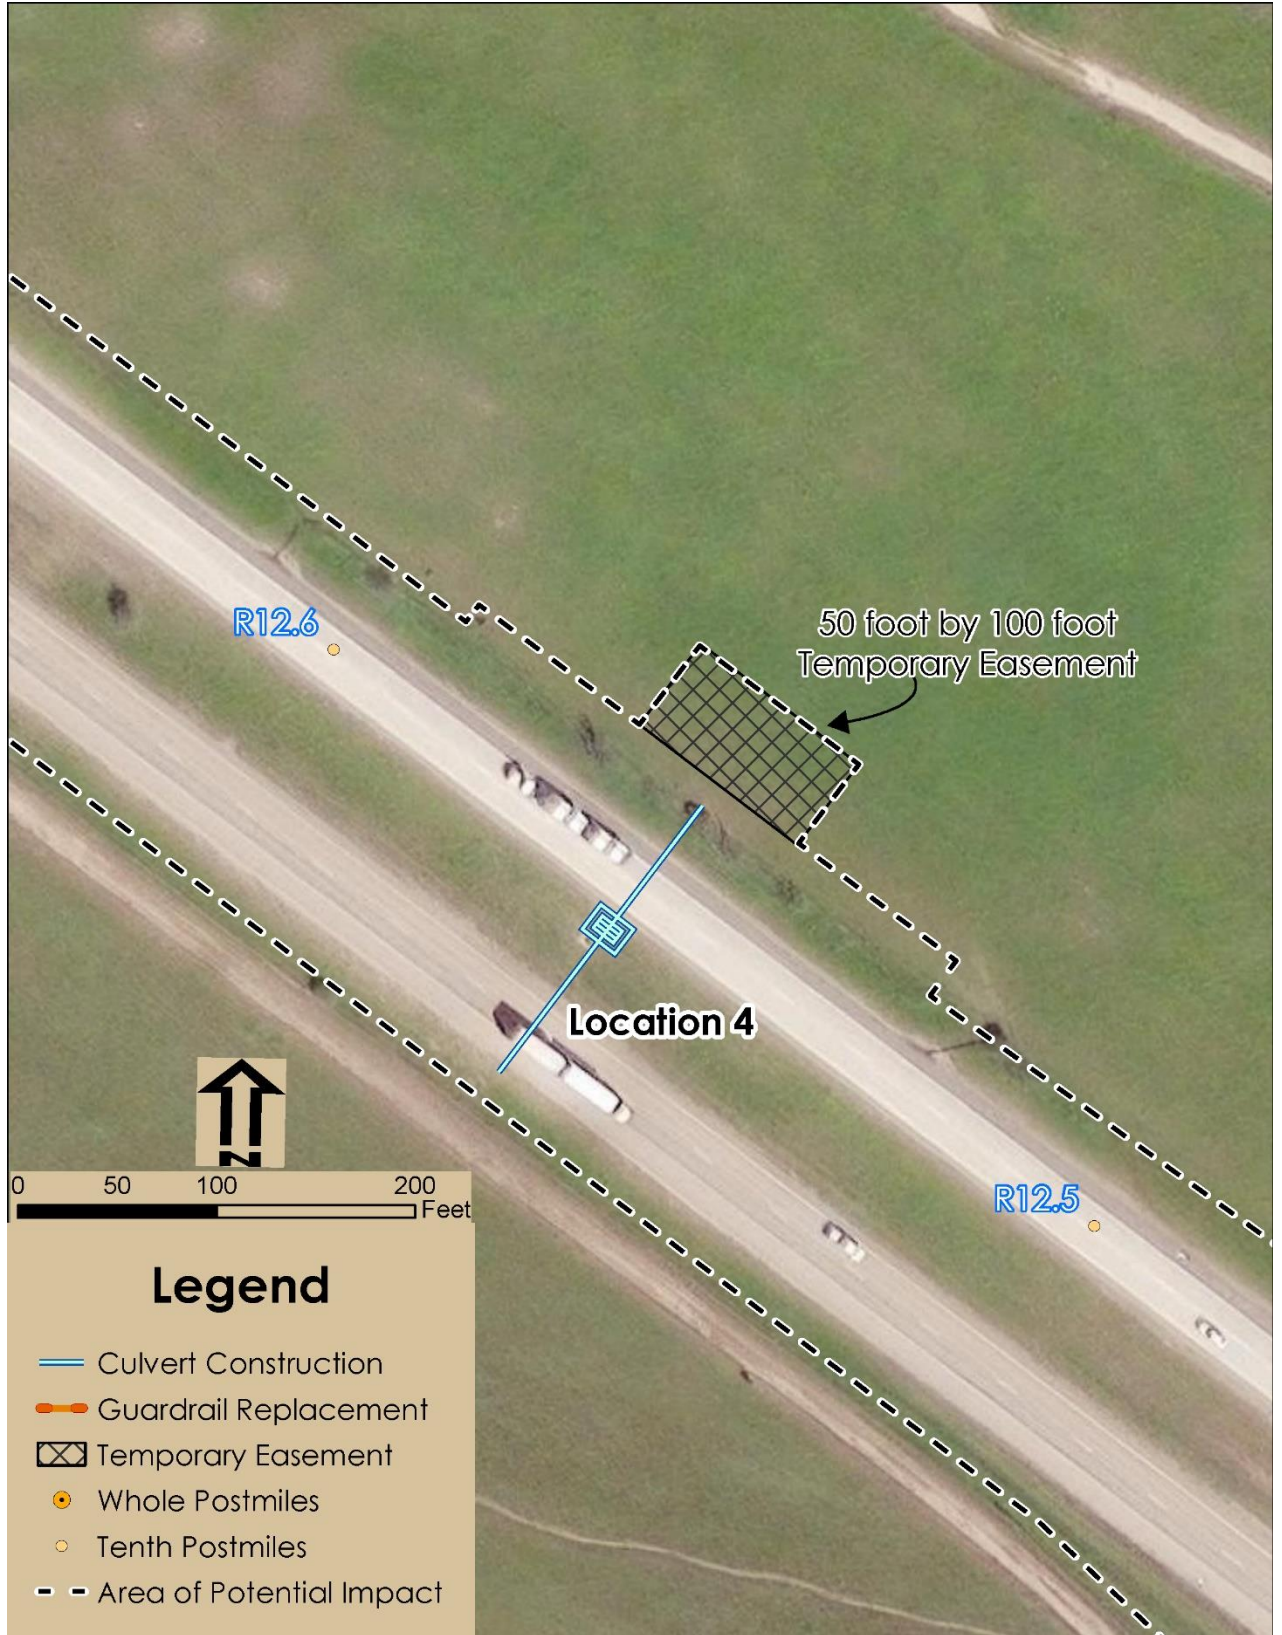 R12.6
50 foot by 100 foot
Temporary Easement
Location 4
R12.5
N
0 50 100 200
Feet
Legend
Culvert Construction
Guardrail Replacement
Temporary Easement
Whole Postmiles
Tenth Postmiles
Area of Potential Impact